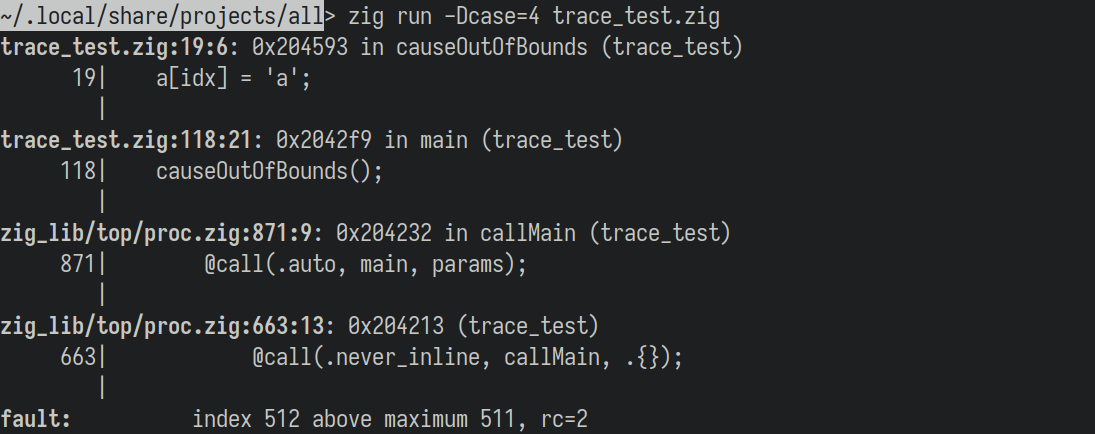 ~/.local/share/projects/all> zig run -Dcase=4 trace_test.zig
trace_test.zig:19:6: 0x204593 in causeOutOfBounds (trace_test)
      19|    a[idx] = 'a';
        |
trace_test.zig:118:21: 0x2042f9 in main (trace_test)
     118|    causeOutOfBounds();
        |
zig_lib/top/proc.zig:871:9: 0x204232 in callMain (trace_test)
     871|        @call(.auto, main, params);
        |
zig_lib/top/proc.zig:663:13: 0x204213 (trace_test)
     663|            @call(.never_inline, callMain, .{});
        |
fault:          index 512 above maximum 511, rc=2